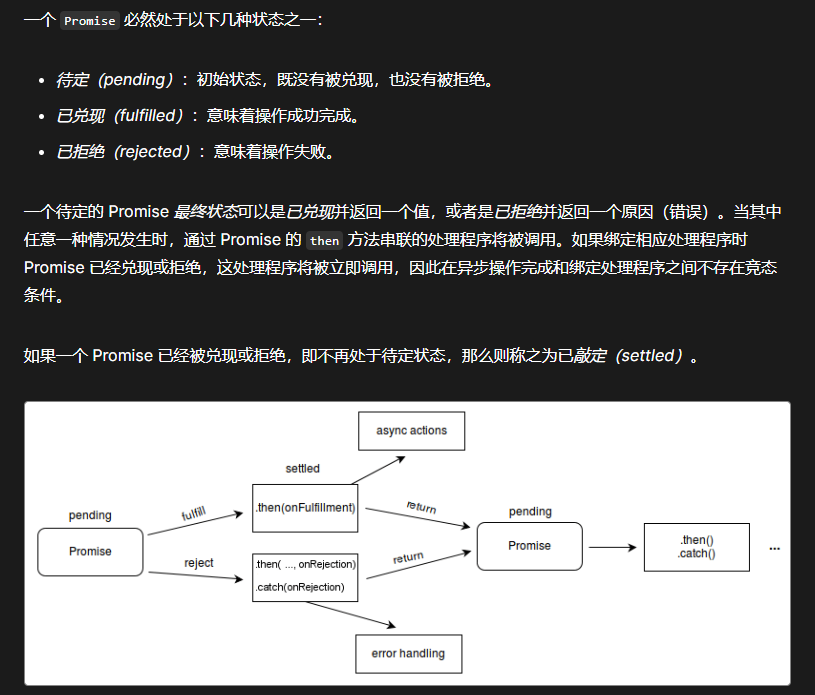 一个 Promise 必然处于以下几种状态之一：
• 待定（pending）：初始状态，既没有被兑现，也没有被拒绝。
• 已兑现（fulfilled）：意味着操作成功完成。
• 已拒绝（rejected）：意味着操作失败。
一个待定的 Promise 最终状态可以是已兑现并返回一个值，或者是已拒绝并返回一个原因（错误）。当其中
任意一种情况发生时，通过 Promise 的 then 方法串联的处理程序将被调用。如果绑定相应处理程序时
Promise 已经兑现或拒绝，这处理程序将被立即调用，因此在异步操作完成和绑定处理程序之间不存在竞态
条件。
如果一个 Promise 已经被兑现或拒绝，即不再处于待定状态，那么则称之为已敲定（settled）。
async actions
settled
pending
fulfill
.then(onFulfillment)
return
pending
Promise
reject
.then( ..., onRejection)
.catch(onRejection)
return
Promise
.then()
.catch()
...
error handling